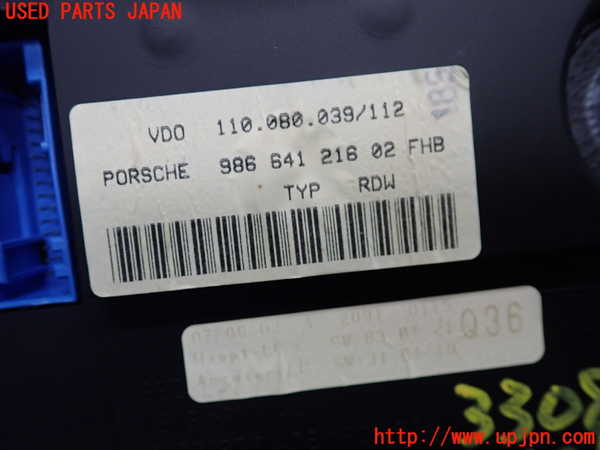 USED PARTS JAPAN
VDO 110.080.039/112
PORSCHE 986 641 216 02 FHB
TYP RDW
Q36
3308
http://www.upjpn.com/